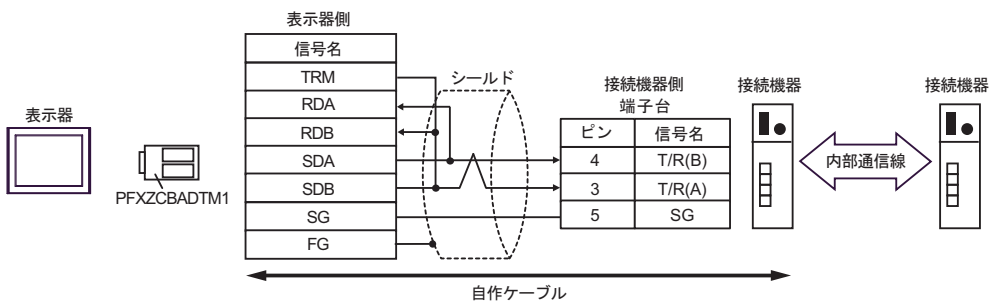 表示器
PFXZCBADTM1
表示器側
信号名
TRM
RDA
RDB
SDA
SDB
SG
FG
シールド
接続機器側
端子台
ピン 信号名
4 T/R(B)
3 T/R(A)
5 SG
接続機器
内部通信線
接続機器
自作ケーブル